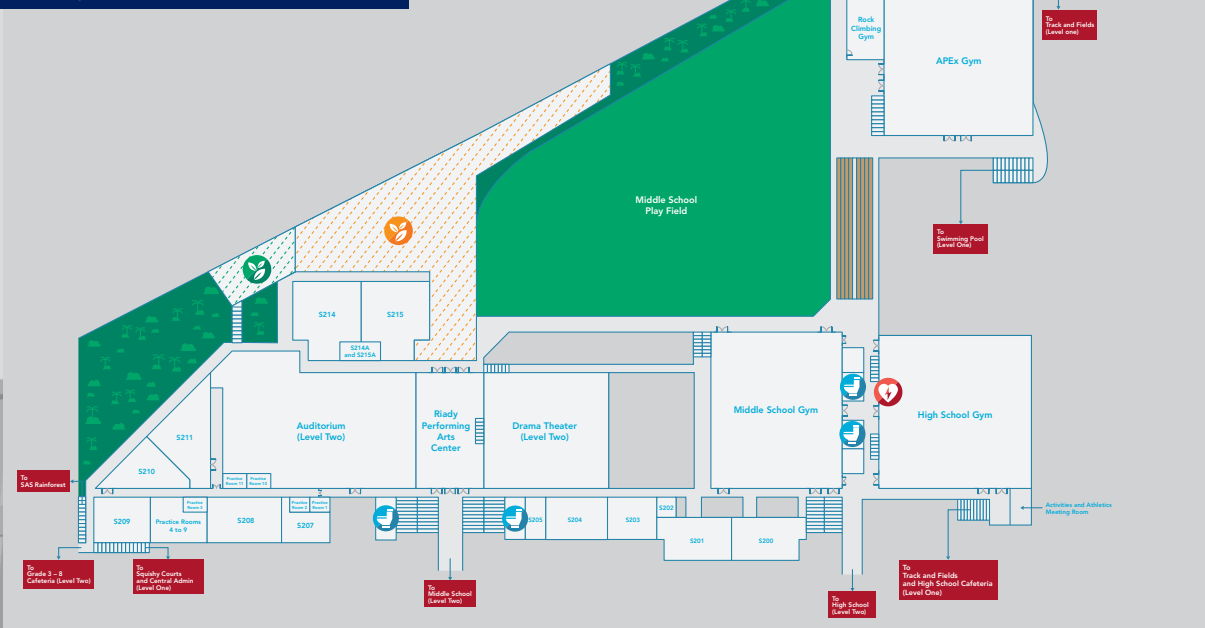 Rock
Climbing
Gym
To
Track and Fields
(Level one)
APEx Gym
Middle School
Play Field
To
Swimming Pool
(Level One)
S214
S215
S214A
and S215A
Auditorium
(Level Two)
Riady
Performing
Arts
Center
Drama Theater
(Level Two)
Middle School Gym
High School Gym
S211
S210
To
SAS Rainforest
Practice
Room 11
Practice
Room 10
S209
Practice Rooms
4 to 9
Practice
Room 3
S208
Practice
Room 2
Practice
Room 1
S207
S205
S204
S203
S202
S201
S200
Activities and Athletics
Meeting Room
To
Grade 3 – 8
Cafeteria (Level Two)
To
Squishy Courts
and Central Admin
(Level One)
To
Middle School
(Level Two)
To
High School
(Level Two)
To
Track and Fields
and High School Cafeteria
(Level One)